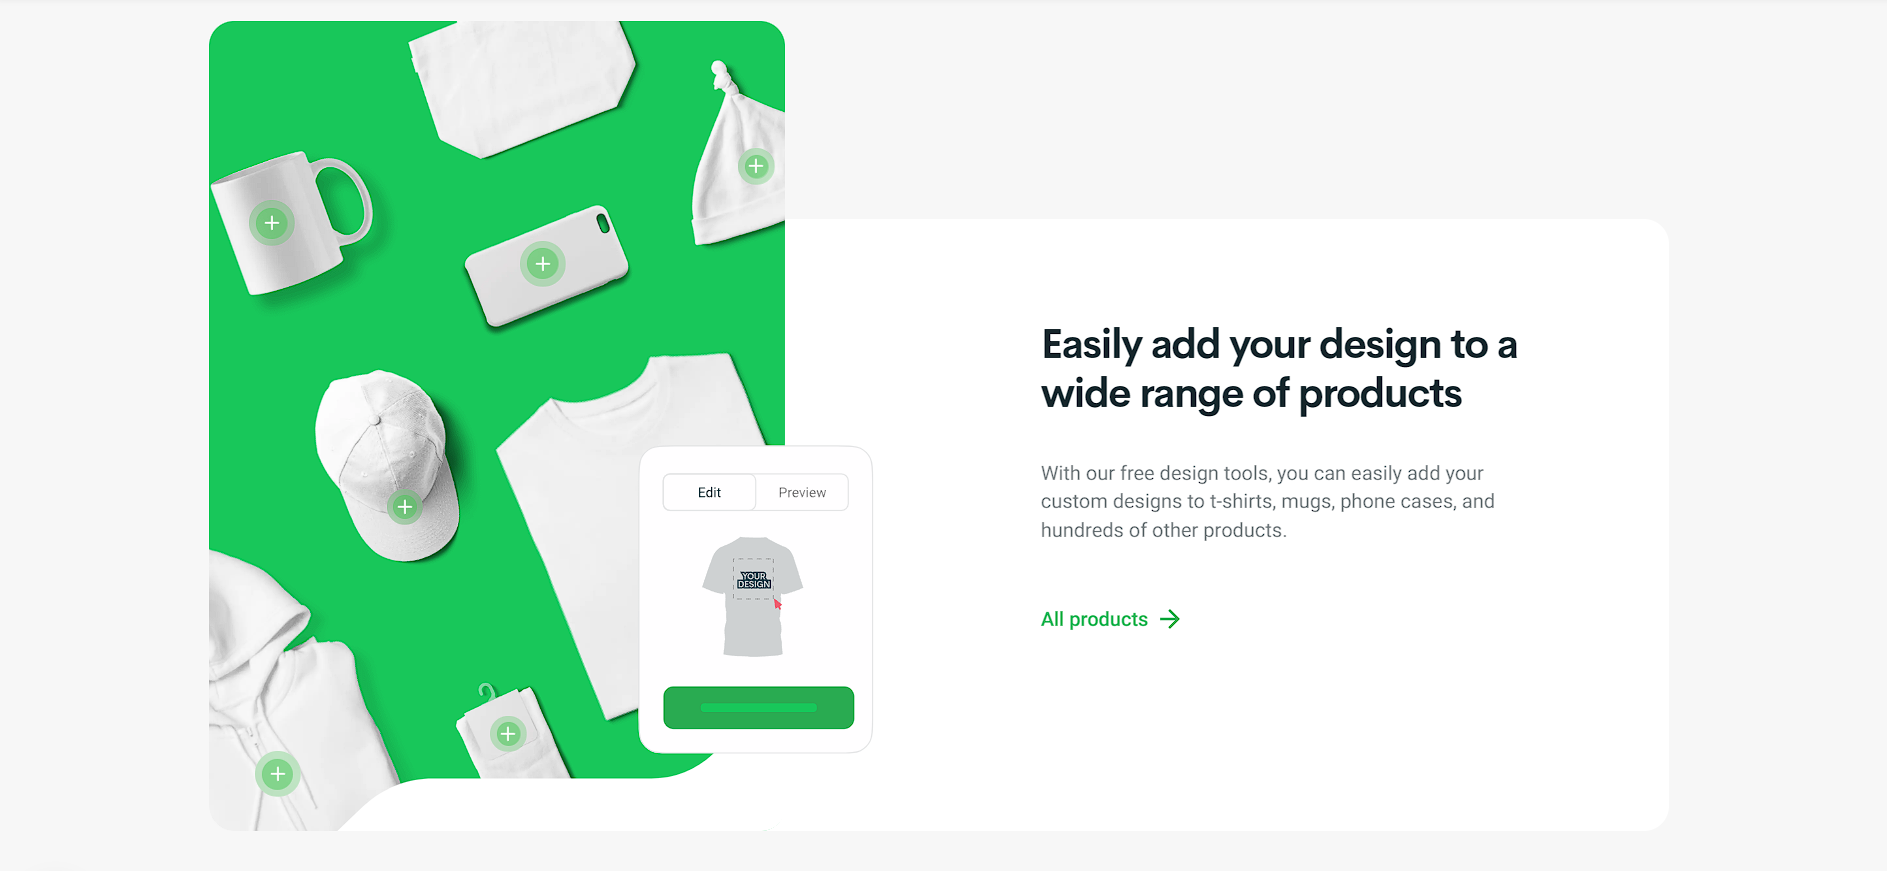 Easily add your design to a
wide range of products
With our free design tools, you can easily add your
custom designs to t-shirts, mugs, phone cases, and
hundreds of other products.
All products
Edit
Preview
YOUR
DESIGN